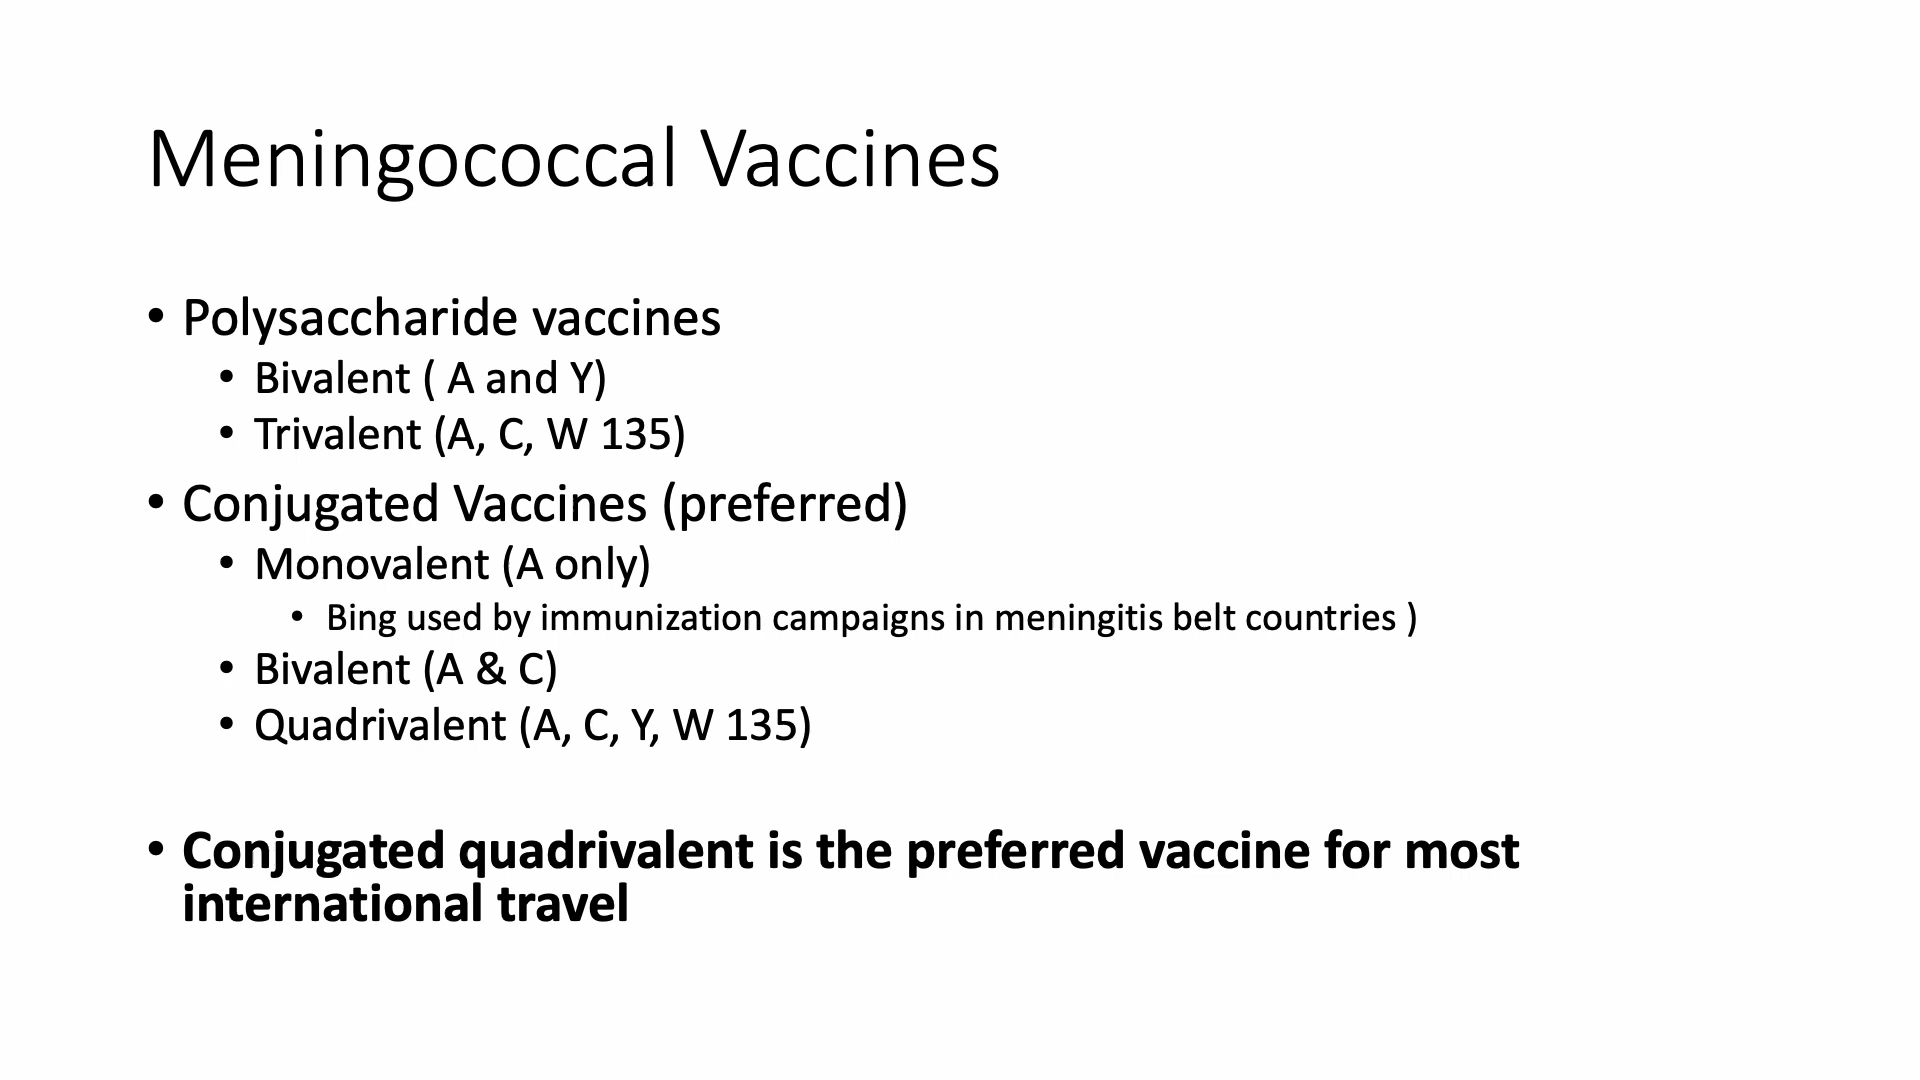 Meningococcal Vaccines
• Polysaccharide vaccines
• Bivalent ( A and Y)
• Trivalent (A, C, W 135)
• Conjugated Vaccines (preferred)
• Monovalent (A only)
• Bing used by immunization campaigns in meningitis belt countries )
• Bivalent (A & C)
• Quadrivalent (A, C, Y, W 135)
• Conjugated quadrivalent is the preferred vaccine for most
international travel